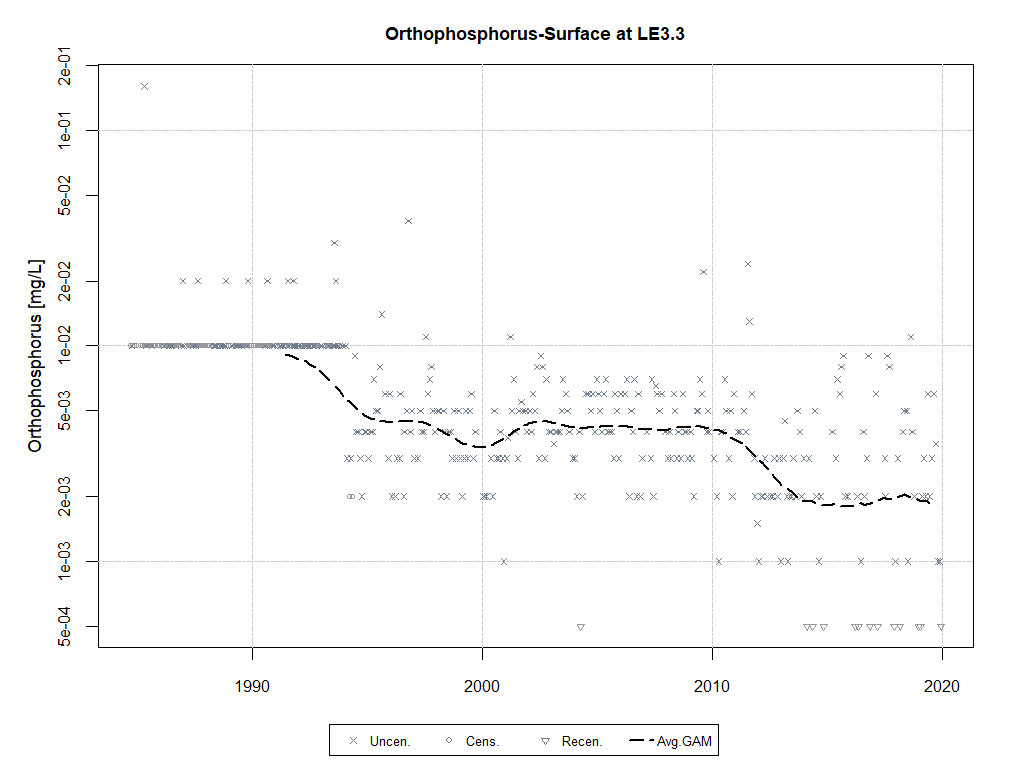 Orthophosphorus-Surface at LE3.3
Orthophosphorus [mg/L]
2e-01
1e-01
5e-02
2e-02
1e-02
5e-03
2e-03
1e-03
5e-04
1990 2000 2010 2020
Uncen. Cens. Recen. Avg.GAM